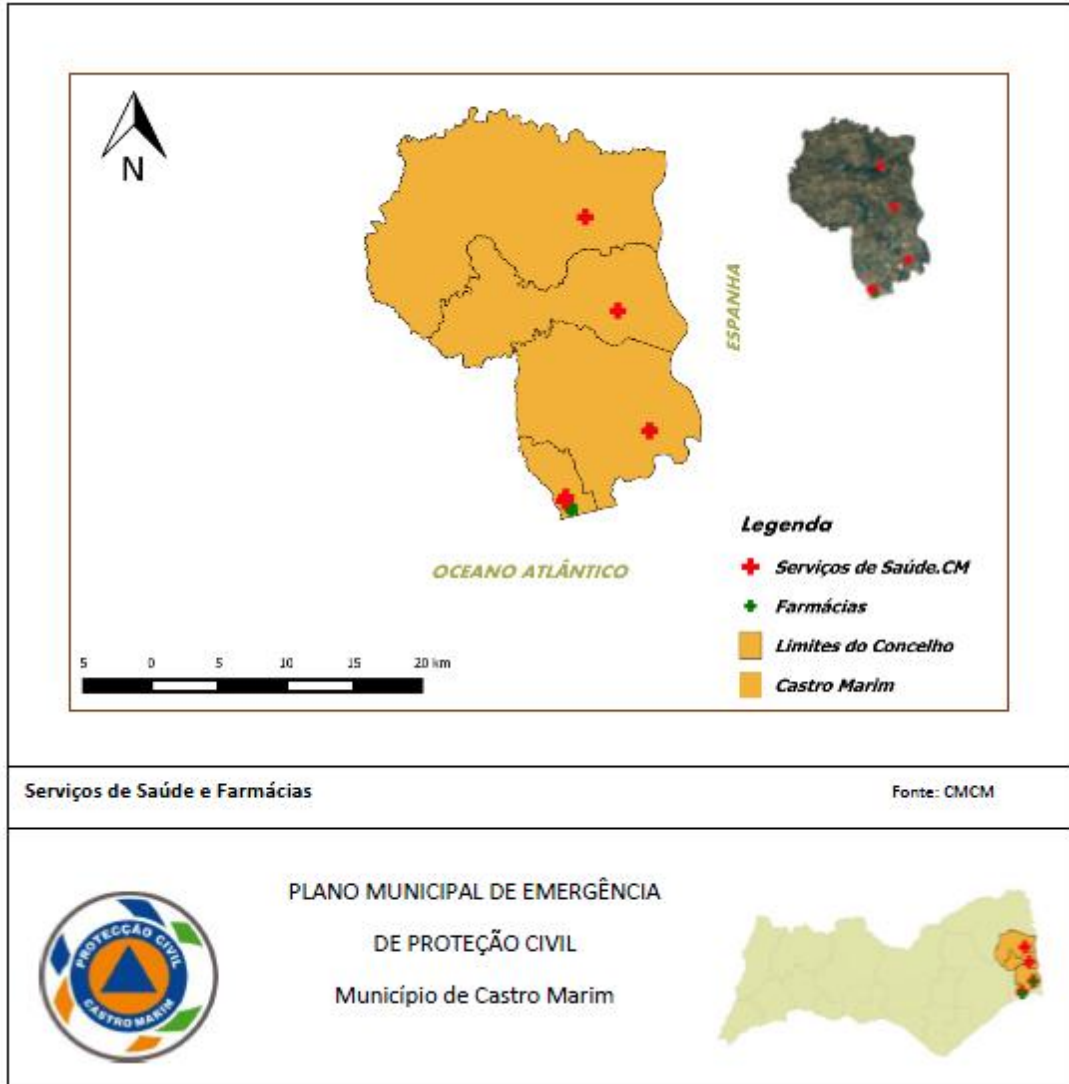 N
ESPANHA
OCEANO ATLÂNTICO
Legenda
Serviços de Saúde.CM
Farmácias
Limites do Concelho
Castro Marim
5 0 5 10 15 20 km
Serviços de Saúde e Farmácias
Fonte: CMCM
PLANO MUNICIPAL DE EMERGÊNCIA
DE PROTEÇÃO CIVIL
Município de Castro Marim
PROTECÇÃO CIVIL
CASTRO MARIM